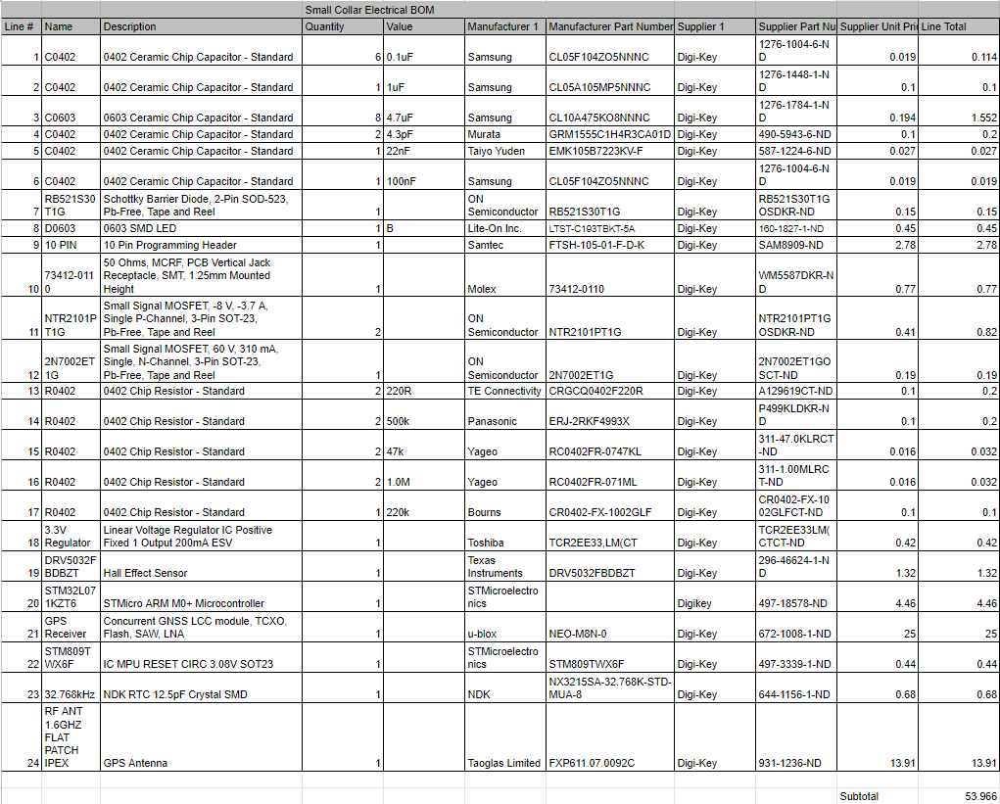 Small Collar Electrical BOM
Line # Name Description Quantity Value Manufacturer 1 Manufacturer Part Number Supplier 1 Supplier Part Nu Supplier Unit Pri Line Total
1 C0402 0402 Ceramic Chip Capacitor - Standard 6 0.1uF Samsung CL05F104ZO5NNNC Digi-Key 1276-1004-6-N
D 0.019 0.114
2 C0402 0402 Ceramic Chip Capacitor - Standard 1 1uF Samsung CL05A105MP5NNNC Digi-Key 1276-1448-1-N
D 0.1 0.1
3 C0603 0603 Ceramic Chip Capacitor - Standard 8 4.7uF Samsung CL10A475KO8NNNC Digi-Key 1276-1784-1-N
D 0.194 1.552
4 C0402 0402 Ceramic Chip Capacitor - Standard 2 4.3pF Murata GRM1555C1H4R3CA01D Digi-Key 490-5943-6-ND 0.1 0.2
5 C0402 0402 Ceramic Chip Capacitor - Standard 1 22nF Taiyo Yuden EMK105B7223KV-F Digi-Key 587-1224-6-ND 0.027 0.027
6 C0402 0402 Ceramic Chip Capacitor - Standard 1 100nF Samsung CL05F104ZO5NNNC Digi-Key 1276-1004-6-N
D 0.019 0.019
7 RB521S30
T1G Schottky Barrier Diode, 2-Pin SOD-523,
Pb-Free, Tape and Reel 1 ON
Semiconductor RB521S30T1G Digi-Key RB521S30T1G
OSDKR-ND 0.15 0.15
8 D0603 0603 SMD LED 1 B Lite-On Inc. LTST-C193TBKT-5A Digi-Key 160-1827-1-ND 0.45 0.45
9 10 PIN 10 Pin Programming Header 1 Samtec FTSH-105-01-F-D-K Digi-Key SAM8909-ND 2.78 2.78
10 73412-011
0 50 Ohms, MCRF, PCB Vertical Jack
Receptacle, SMT, 1.25mm Mounted
Height 1 Molex 73412-0110 Digi-Key WM5587DKR-N
D 0.77 0.77
11 NTR2101P
T1G Small Signal MOSFET, -8 V, -3.7 A,
Single P-Channel, 3-Pin SOT-23,
Pb-Free, Tape and Reel 2 ON
Semiconductor NTR2101PT1G Digi-Key NTR2101PT1G
OSDKR-ND 0.41 0.82
12 2N7002ET
1G Small Signal MOSFET, 60 V, 310 mA,
Single, N-Channel, 3-Pin SOT-23,
Pb-Free, Tape and Reel 1 ON
Semiconductor 2N7002ET1G Digi-Key 2N7002ET1GO
SCT-ND 0.19 0.19
13 R0402 0402 Chip Resistor - Standard 2 220R TE Connectivity CRGCQ0402F220R Digi-Key A129619CT-ND 0.1 0.2
14 R0402 0402 Chip Resistor - Standard 2 500k Panasonic ERJ-2RKF4993X Digi-Key P499KLDKR-N
D 0.1 0.2
15 R0402 0402 Chip Resistor - Standard 2 47k Yageo RC0402FR-0747KL Digi-Key 311-47.0KLRCT
-ND 0.016 0.032
16 R0402 0402 Chip Resistor - Standard 2 1.0M Yageo RC0402FR-071ML Digi-Key 311-1.00MLRC
T-ND 0.016 0.032
17 R0402 0402 Chip Resistor - Standard 1 220k Bourns CR0402-FX-1002GLF Digi-Key CR0402-FX-10
02GLFCT-ND 0.1 0.1
18 3.3V
Regulator Linear Voltage Regulator IC Positive
Fixed 1 Output 200mA ESV 1 Toshiba TCR2EE33,LM(CT Digi-Key TCR2EE33LM(
CTCT-ND 0.42 0.42
19 DRV5032F
BDBZT Hall Effect Sensor 1 Texas
Instruments DRV5032FBDBZT Digi-Key 296-46624-1-N
D 1.32 1.32
20 STM32L07
1KZT6 STMicro ARM M0+ Microcontroller 1 STMicroelectro
nics Digikey 497-18578-ND 4.46 4.46
21 GPS
Receiver Concurrent GNSS LCC module, TCXO,
Flash, SAW, LNA 1 u-blox NEO-M8N-0 Digi-Key 672-1008-1-ND 25 25
22 STM809T
WX6F IC MPU RESET CIRC 3.08V SOT23 1 STMicroelectro
nics STM809TWX6F Digi-Key 497-3339-1-ND 0.44 0.44
23 32.768kHz NDK RTC 12.5pF Crystal SMD 1 NDK NX3215SA-32.768K-STD-
MUA-8 Digi-Key 644-1156-1-ND 0.68 0.68
24 RF ANT
1.6GHZ
FLAT
PATCH
IPEX GPS Antenna 1 Taoglas Limited FXP611.07.0092C Digi-Key 931-1236-ND 13.91 13.91
Subtotal 53.966